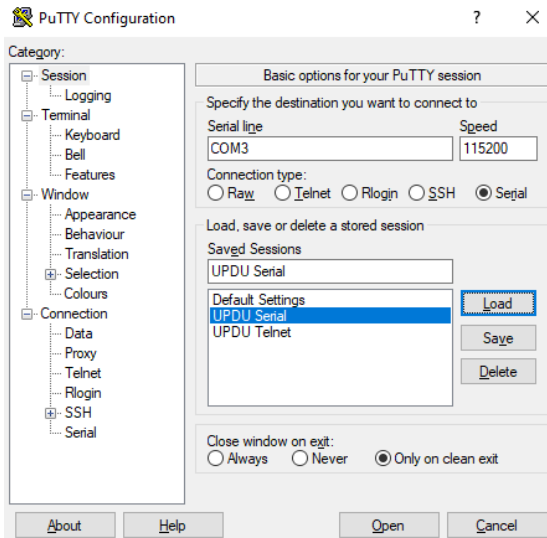 PuTTY Configuration
?
Category:
Session
Logging
Terminal
Keyboard
Bell
Features
Window
Appearance
Behaviour
Translation
Selection
Colours
Connection
Data
Proxy
Telnet
Rlogin
SSH
Serial
Basic options for your PuTTY session
Specify the destination you want to connect to
Serial line Speed
COM3 115200
Connection type:
Raw Telnet Rlogin SSH Serial
Load, save or delete a stored session
Saved Sessions
UPDU Serial
Default Settings
UPDU Serial
UPDU Telnet
Load
Save
Delete
Close window on exit:
Always Never Only on clean exit
About Help Open Cancel